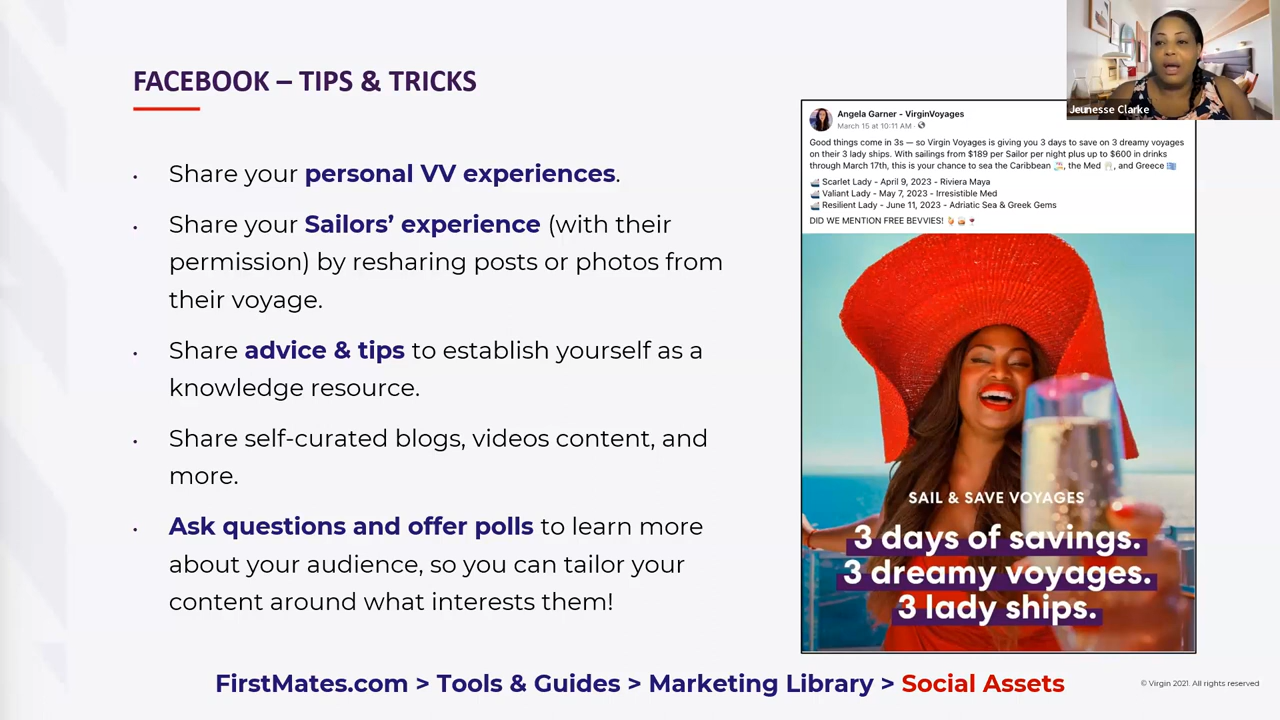 FACEBOOK – TIPS & TRICKS
• Share your personal VV experiences.
• Share your Sailors’ experience (with their
permission) by resharing posts or photos from
their voyage.
• Share advice & tips to establish yourself as a
knowledge resource.
• Share self-curated blogs, videos content, and
more.
• Ask questions and offer polls to learn more
about your audience, so you can tailor your
content around what interests them!
Jeunesse Clarke
Angela Garner - VirginVoyages
March 15 at 10:11 AM ·
Good things come in 3s — so Virgin Voyages is giving you 3 days to save on 3 dreamy voyages
on their 3 lady ships. With sailings from $189 per Sailor per night plus up to $600 in drinks
through March 17th, this is your chance to sea the Caribbean 🏖️, the Med 🏛️, and Greece 🇬🇷
🚢 Scarlet Lady - April 9, 2023 - Riviera Maya
🚢 Valiant Lady - May 7, 2023 - Irresistible Med
🚢 Resilient Lady - June 11, 2023 - Adriatic Sea & Greek Gems
DID WE MENTION FREE BEVVIES! 🍹🍻🍷
SAIL & SAVE VOYAGES
3 days of savings.
3 dreamy voyages.
3 lady ships.
FirstMates.com > Tools & Guides > Marketing Library > Social Assets
© Virgin 2021. All rights reserved